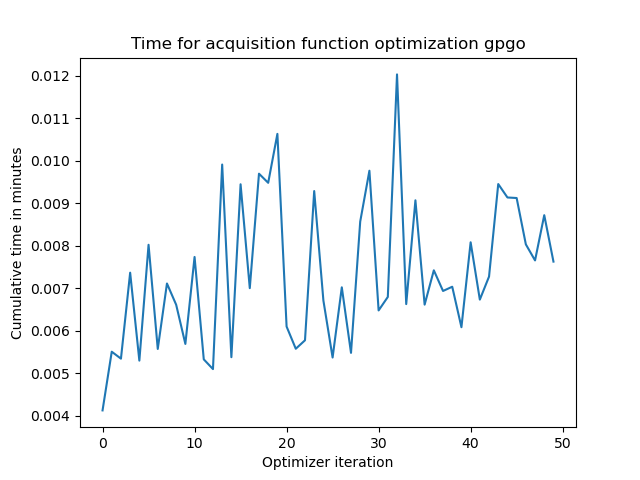 Time for acquisition function optimization gpgo
0.012
0.011
0.010
0.009
0.008
0.007
0.006
0.005
0.004
Cumulative time in minutes
0 10 20 30 40 50
Optimizer iteration